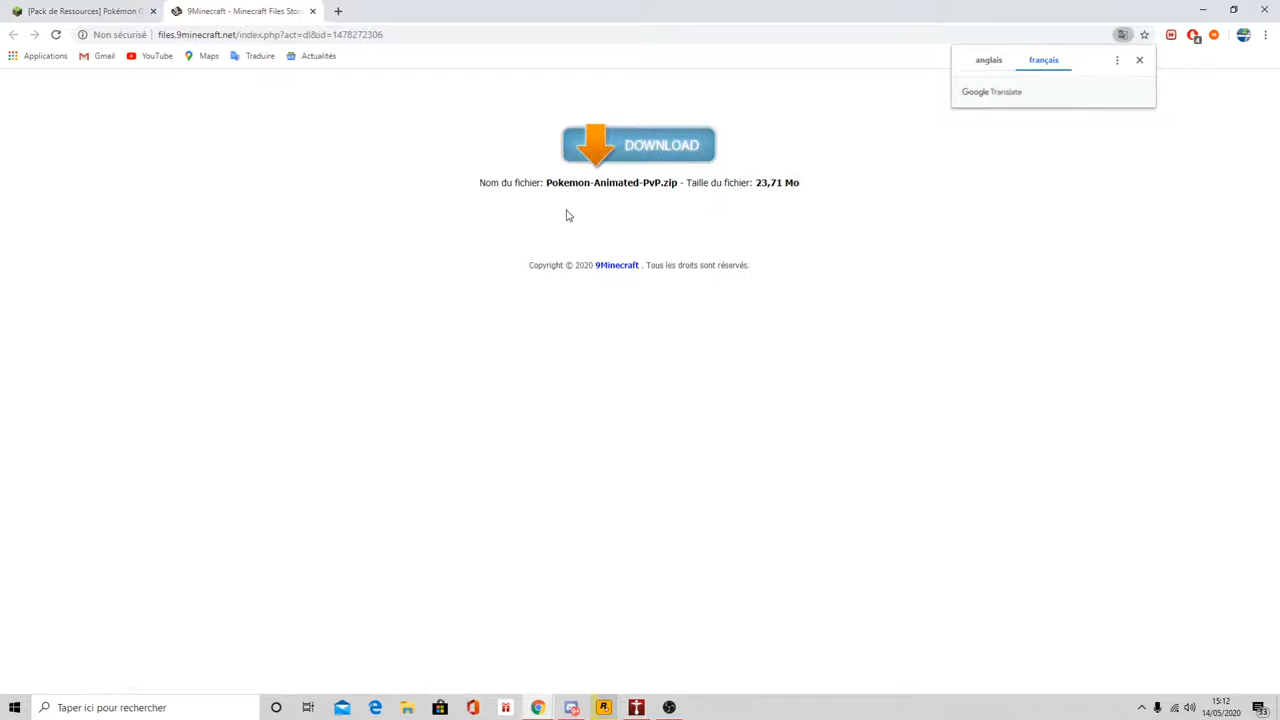 [Pack de Ressources] Pokémon G
9Minecraft - Minecraft Files Stor
Non sécurisé
files.9minecraft.net/index.php?act=dl&id=1478272306
4
Applications
Gmail
YouTube
Maps
Traduire
Actualités
anglais
français
Google Translate
DOWNLOAD
Nom du fichier: Pokemon-Animated-PvP.zip - Taille du fichier: 23,71 Mo
Copyright © 2020 9Minecraft . Tous les droits sont réservés.
Taper ici pour rechercher
15:12
14/05/2020